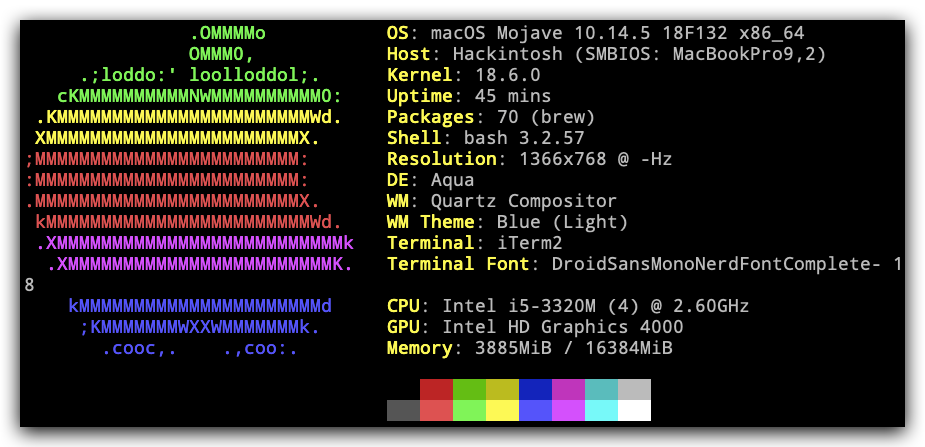 .OMMMMo OS: macOS Mojave 10.14.5 18F132 x86_64
OMMM0, Host: Hackintosh (SMBIOS: MacBookPro9,2)
.;loddo:' loolloddol;. Kernel: 18.6.0
cKMMMMMMMMMMNWMMMMMMMMMM0: Uptime: 45 mins
.KMMMMMMMMMMMMMMMMMMMMMMMWd. Packages: 70 (brew)
XMMMMMMMMMMMMMMMMMMMMMMMX. Shell: bash 3.2.57
;MMMMMMMMMMMMMMMMMMMMMMMM: Resolution: 1366x768 @ -Hz
:MMMMMMMMMMMMMMMMMMMMMMMM: DE: Aqua
.MMMMMMMMMMMMMMMMMMMMMMMMX. WM: Quartz Compositor
kMMMMMMMMMMMMMMMMMMMMMMMMWd. WM Theme: Blue (Light)
.XMMMMMMMMMMMMMMMMMMMMMMMMMMk Terminal: iTerm2
.XMMMMMMMMMMMMMMMMMMMMMMMMK. Terminal Font: DroidSansMonoNerdFontComplete- 1
8
kMMMMMMMMMMMMMMMMMMMMMMd CPU: Intel i5-3320M (4) @ 2.60GHz
;KMMMMMMMWXXWMMMMMMMk. GPU: Intel HD Graphics 4000
.cooc,. .,coo:. Memory: 3885MiB / 16384MiB